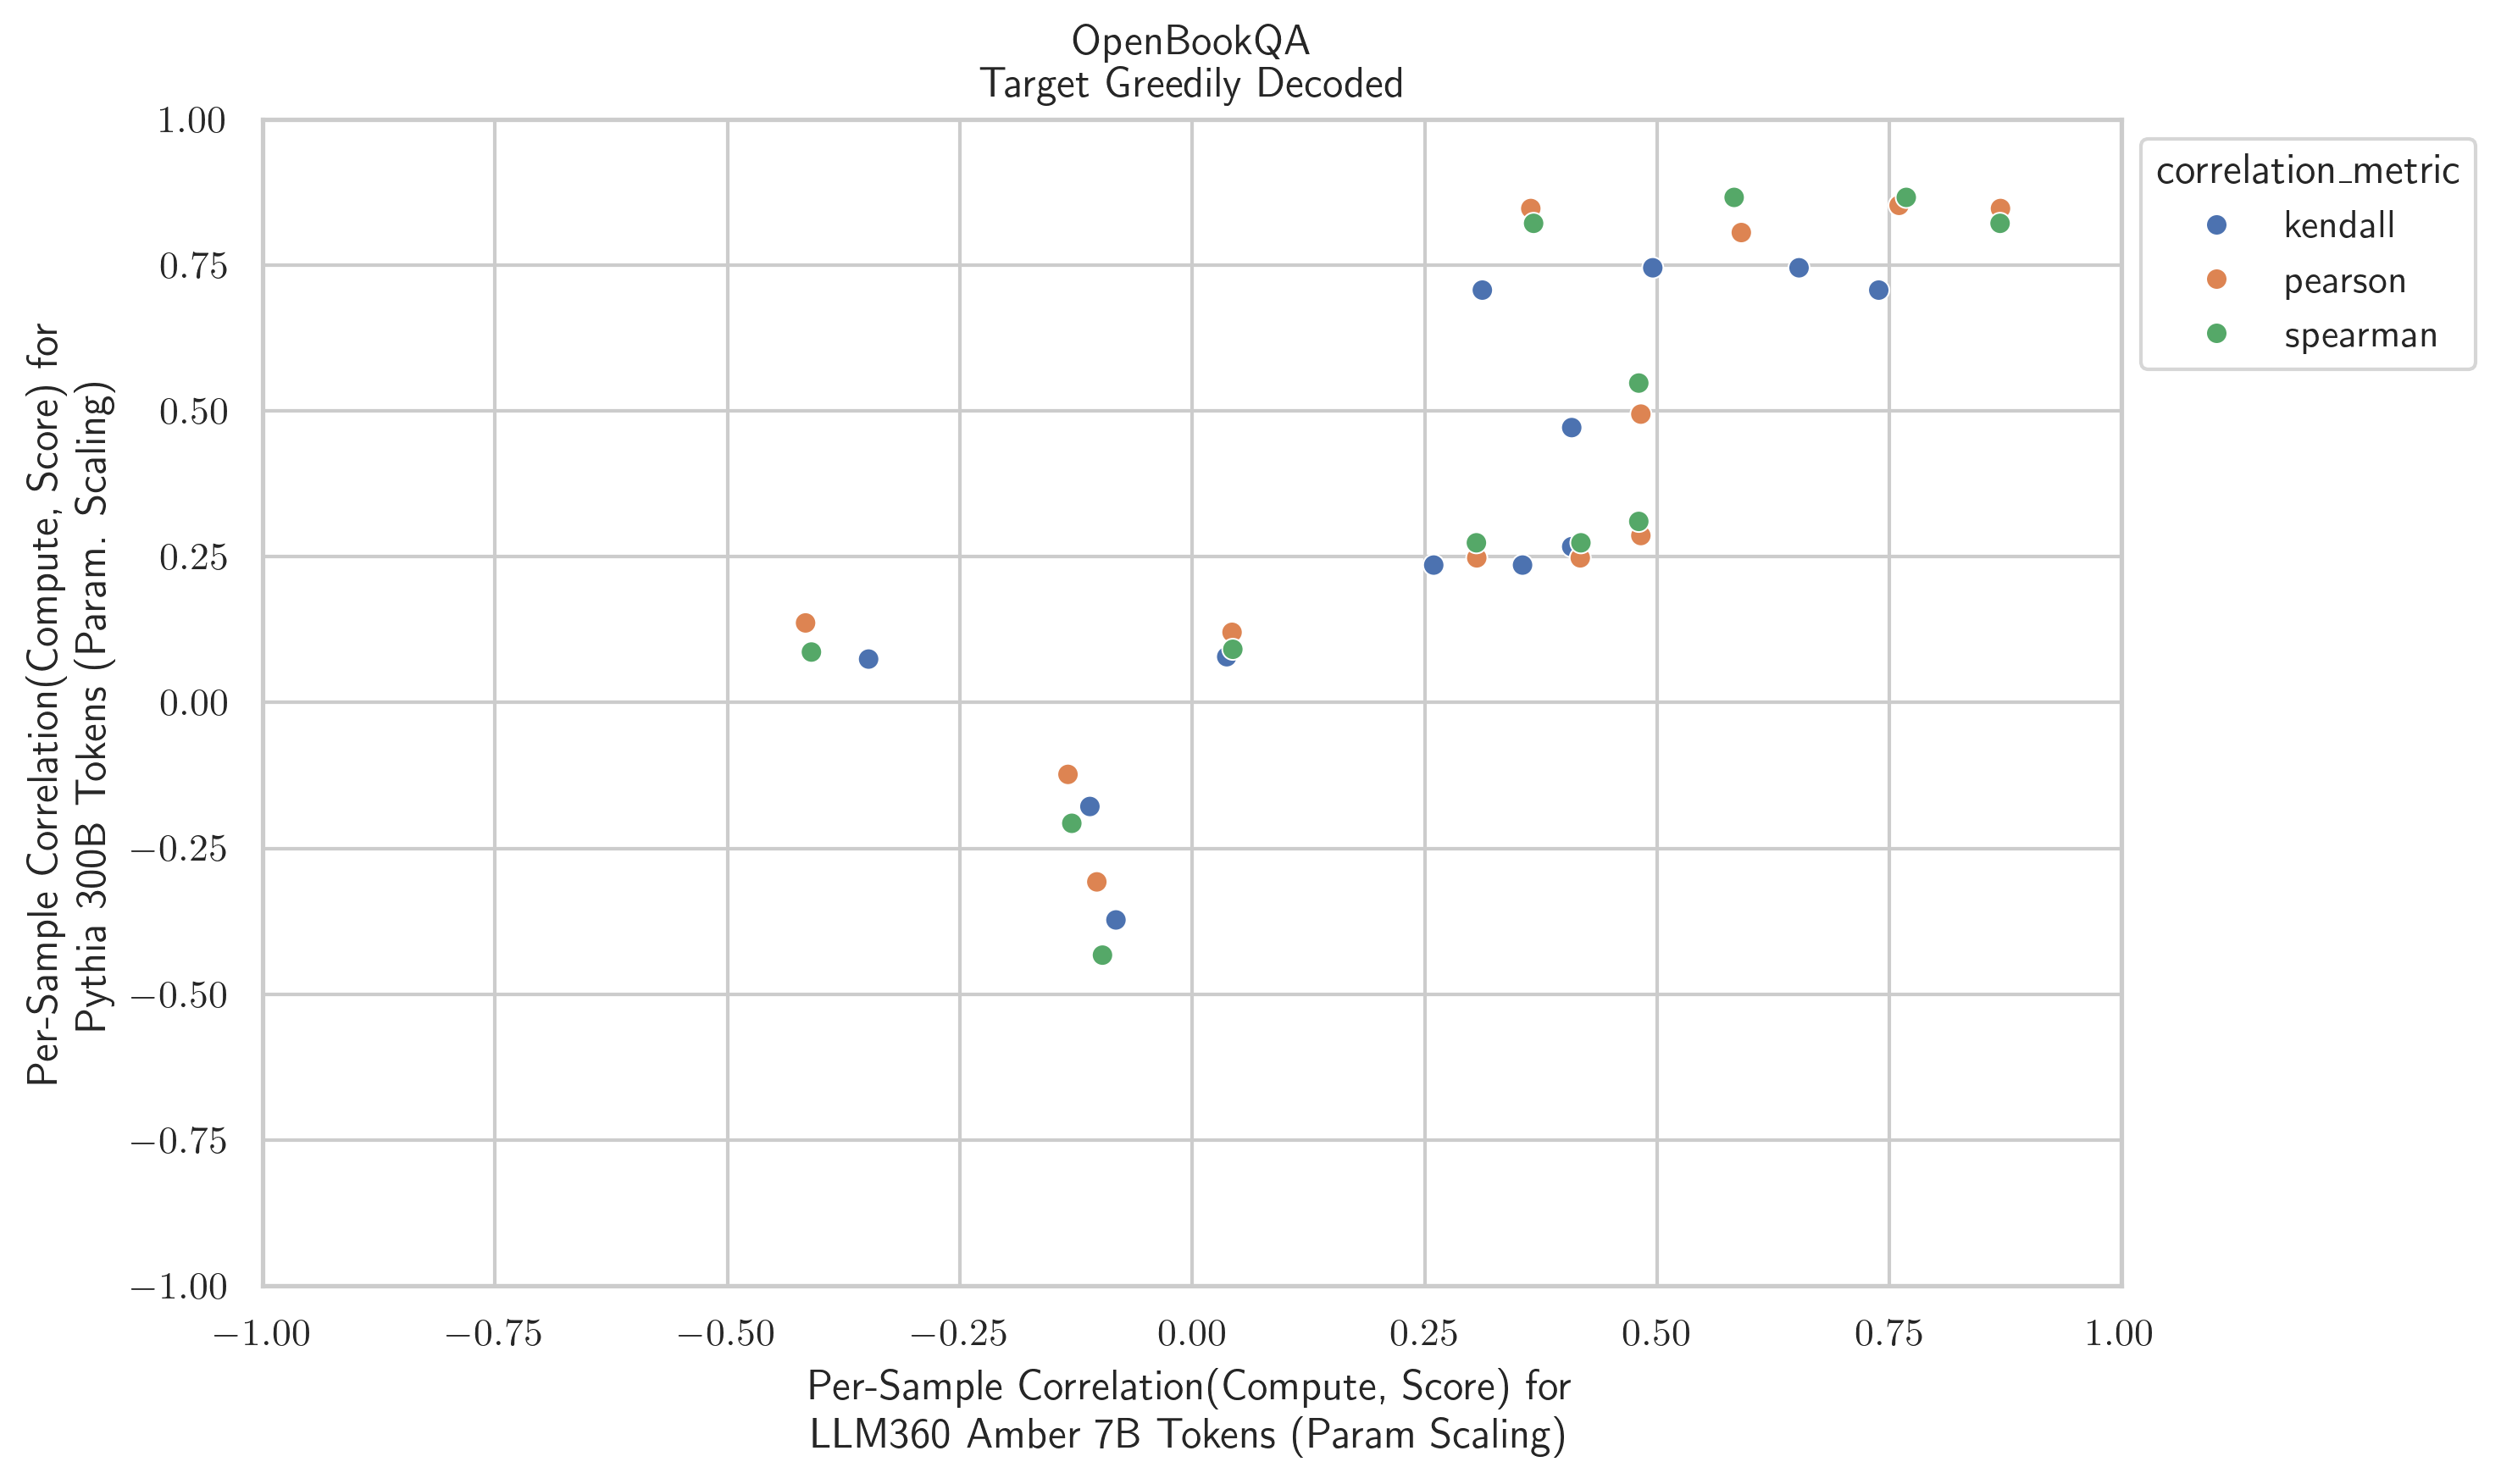 OpenBookQA
Target Greedily Decoded
1.00
0.75
0.50
0.25
0.00
−0.25
−0.50
−0.75
−1.00
Per-Sample Correlation(Compute, Score) for
Pythia 300B Tokens (Param. Scaling)
correlation_metric
kendall
pearson
spearman
−1.00 −0.75 −0.50 −0.25 0.00 0.25 0.50 0.75 1.00
Per-Sample Correlation(Compute, Score) for
LLM360 Amber 7B Tokens (Param Scaling)